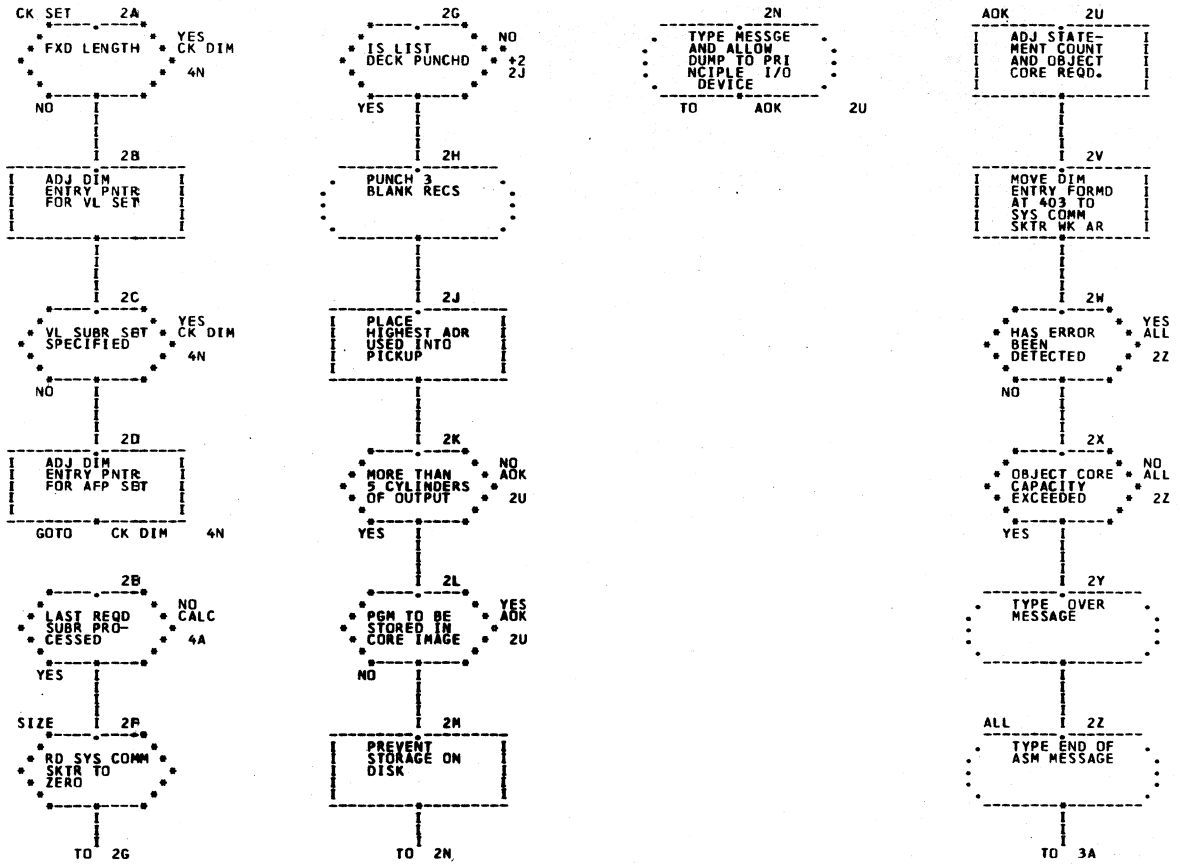 CK SET 2A
FXD LENGTH
YES
CK DIM
4N
NO
2B
ADJ DIM
ENTRY PNTR
FOR VL SET
2C
VL SUBR SET
SPECIFIED
YES
CK DIM
4N
NO
2D
ADJ DIM
ENTRY PNTR
FOR AFP SET
GOTO CK DIM 4N
LAST REQD
SUBR PRO-
CESSED
NO
CALC
4A
YES
SIZE
RD SYS COMM
SKTR TO
ZERO
TO 2G
2G
IS LIST
DECK PUNCHD
NO
+2
2J
YES
2H
PUNCH 3
BLANK RECS
2J
PLACE
HIGHEST ADR
USED INTO
PICKUP
2K
MORE THAN
5 CYLINDERS
OF OUTPUT
NO
AOK
2U
YES
2L
PGM TO BE
STORED IN
CORE IMAGE
YES
AOK
2U
NO
2M
PREVENT
STORAGE ON
DISK
TO 2N
2N
TYPE MESSGE
AND ALLOW
DUMP TO PRI
NCIPLE I/O
DEVICE
TO AOK 2U
AOK 2U
ADJ STATE-
MENT COUNT
AND OBJECT
CORE REQD.
2V
MOVE DIM
ENTRY FORMD
AT 403 TO
SYS COMM
SKTR WK AR
2W
HAS ERROR
BEEN
DETECTED
YES
ALL
2Z
NO
2X
OBJECT CORE
CAPACITY
EXCEEDED
NO
ALL
2Z
YES
2Y
TYPE OVER
MESSAGE
ALL 2Z
TYPE END OF
ASM MESSAGE
TO 3A